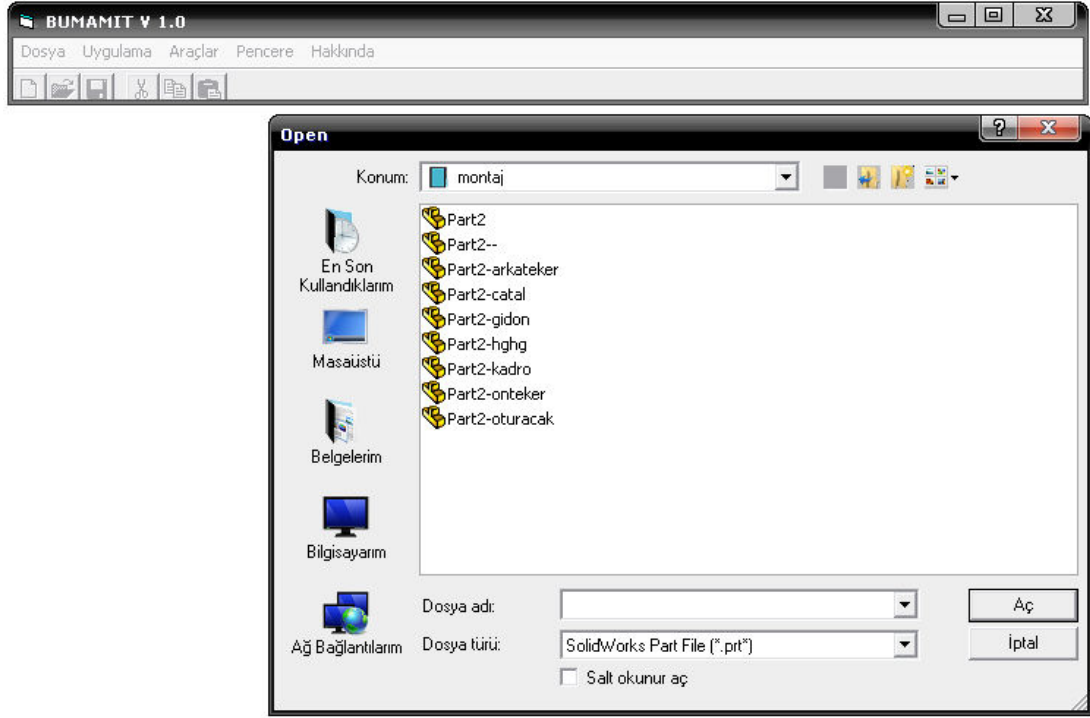 BUMAMIT V 1.0
Dosya Uygulama Araçlar Pencere Hakkında
Open
Konum: montaj
En Son
Kullandıklarım
Masaüstü
Belgelerim
Bilgisayarım
Ağ Bağlantılarım
Part2
Part2--
Part2-arkateker
Part2-catal
Part2-gidon
Part2-hghg
Part2-kadro
Part2-onteker
Part2-oturacak
Dosya adı: Aç
Dosya türü: SolidWorks Part File (*.prt*) İptal
Salt okunur aç